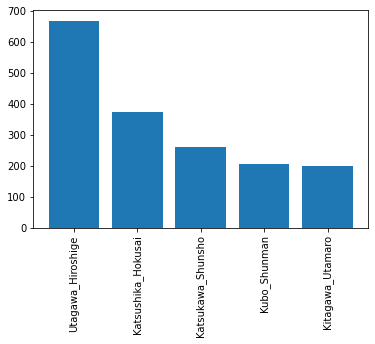 700
600
500
400
300
200
100
0
Utagawa_Hiroshige
Katsushika_Hokusai
Katsukawa_Shunsho
Kubo_Shunman
Kitagawa_Utamaro